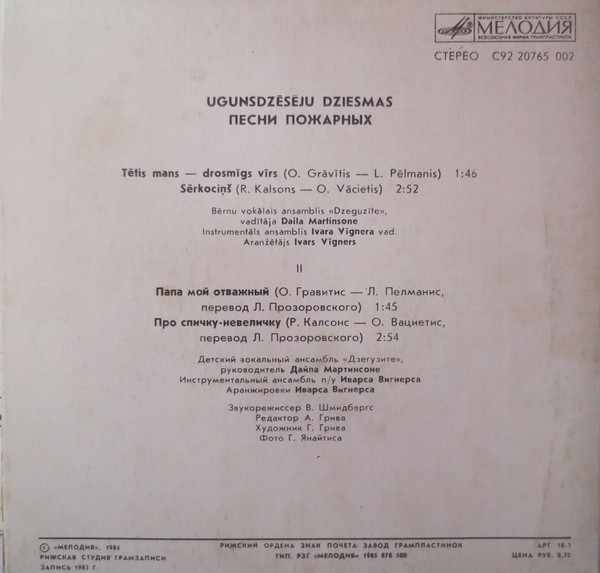 МИНИСТЕРСТВО КУЛЬТУРЫ СССР
МЕЛОДИЯ
ВСЕСОЮЗНАЯ ФИРМА ГРАМПЛАСТИНОК
СТЕРЕО С92 20765 002
UGUNSDZĒSĒJU DZIESMAS
ПЕСНИ ПОЖАРНЫХ
Tētis mans — drosmīgs vīrs (O. Grāvītis — L. Pēlmanis) 1:46
Sērkociņš (R. Kalsons — O. Vācietis) 2:52
Bērnu vokālais ansamblis «Dzeguzīte»,
vadītāja Daila Martinsone
Instrumentāls ansamblis Ivara Vīgnera vad.
Aranžētājs Ivars Vīgners
II
Папа мой отважный (О. Гравитис — Л. Пелманис,
перевод Л. Прозоровского) 1:45
Про спичку-невеличку (Р. Калсонс — О. Вациетис,
перевод Л. Прозоровского) 2:54
Детский вокальный ансамбль «Дзегузите»,
руководитель Дайла Мартинсоне
Инструментальный ансамбль п/у Иварса Вигнерса
Аранжировки Иварса Вигнерса
Звукорежиссер В. Шмидбергс
Редактор А. Грива
Художник Г. Грива
Фото Г. Янайтиса
© «МЕЛОДИЯ», 1984
РИЖСКАЯ СТУДИЯ ГРАМЗАПИСИ
ЗАПИСЬ 1983 Г.
РИЖСКИЙ ОРДЕНА ЗНАК ПОЧЕТА ЗАВОД ГРАМПЛАСТИНОК
ТИП. РЗГ «МЕЛОДИЯ» 1985 878 500
АРТ. 10-1
ЦЕНА РУБ. 0,70